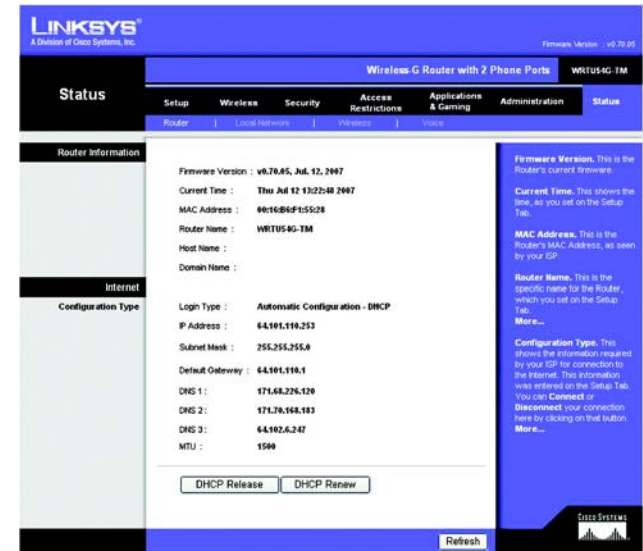 LINKSYS®
A Division of Cisco Systems, Inc.
Firmware Version : v0.70.05
Wireless-G Router with 2 Phone Ports WRTU54G-TM
Status
Setup Wireless Security Access Restrictions Applications & Gaming Administration Status
Router | Local Network | Wireless | Voice
Router Information
Firmware Version : v0.70.05, Jul. 12, 2007
Current Time : Thu Jul 12 13:22:48 2007
MAC Address : 00:16:B6:F1:55:28
Router Name : WRTU54G-TM
Host Name :
Domain Name :
Internet
Configuration Type
Login Type : Automatic Configuration - DHCP
IP Address : 64.101.110.253
Subnet Mask : 255.255.255.0
Default Gateway : 64.101.110.1
DNS 1 : 171.68.226.120
DNS 2 : 171.70.168.183
DNS 3 : 64.102.6.247
MTU : 1500
DHCP Release DHCP Renew
Firmware Version. This is the
Router's current
firmware.
Current Time. This shows the
time, as you set on the Setup
Tab.
MAC Address. This is the
Router's MAC Address, as seen
by your ISP.
Router Name. This is the
specific name for the Router,
which you set on the Setup
Tab.
More...
Configuration Type. This
shows the information required
by your ISP for connection to
the Internet. This information
was entered on the Setup Tab.
You can Connect or
Disconnect your connection
here by clicking on that button.
More...
Refresh
CISCO SYSTEMS